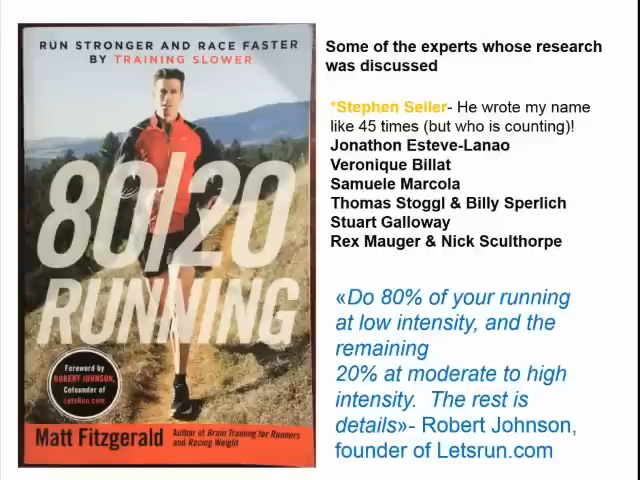 RUN STRONGER AND RACE FASTER
BY TRAINING SLOWER
80/20
RUNNING
Foreword by
ROBERT JOHNSON,
Cofounder of
LetsRun.com
Matt Fitzgerald
Author of Brain Training for Runners
and Racing Weight
Some of the experts whose research
was discussed
*Stephen Seiler- He wrote my name
like 45 times (but who is counting)!
Jonathon Esteve-Lanao
Veronique Billat
Samuele Marcola
Thomas Stoggl & Billy Sperlich
Stuart Galloway
Rex Mauger & Nick Sculthorpe
«Do 80% of your running
at low intensity, and the
remaining
20% at moderate to high
intensity. The rest is
details»- Robert Johnson,
founder of Letsrun.com